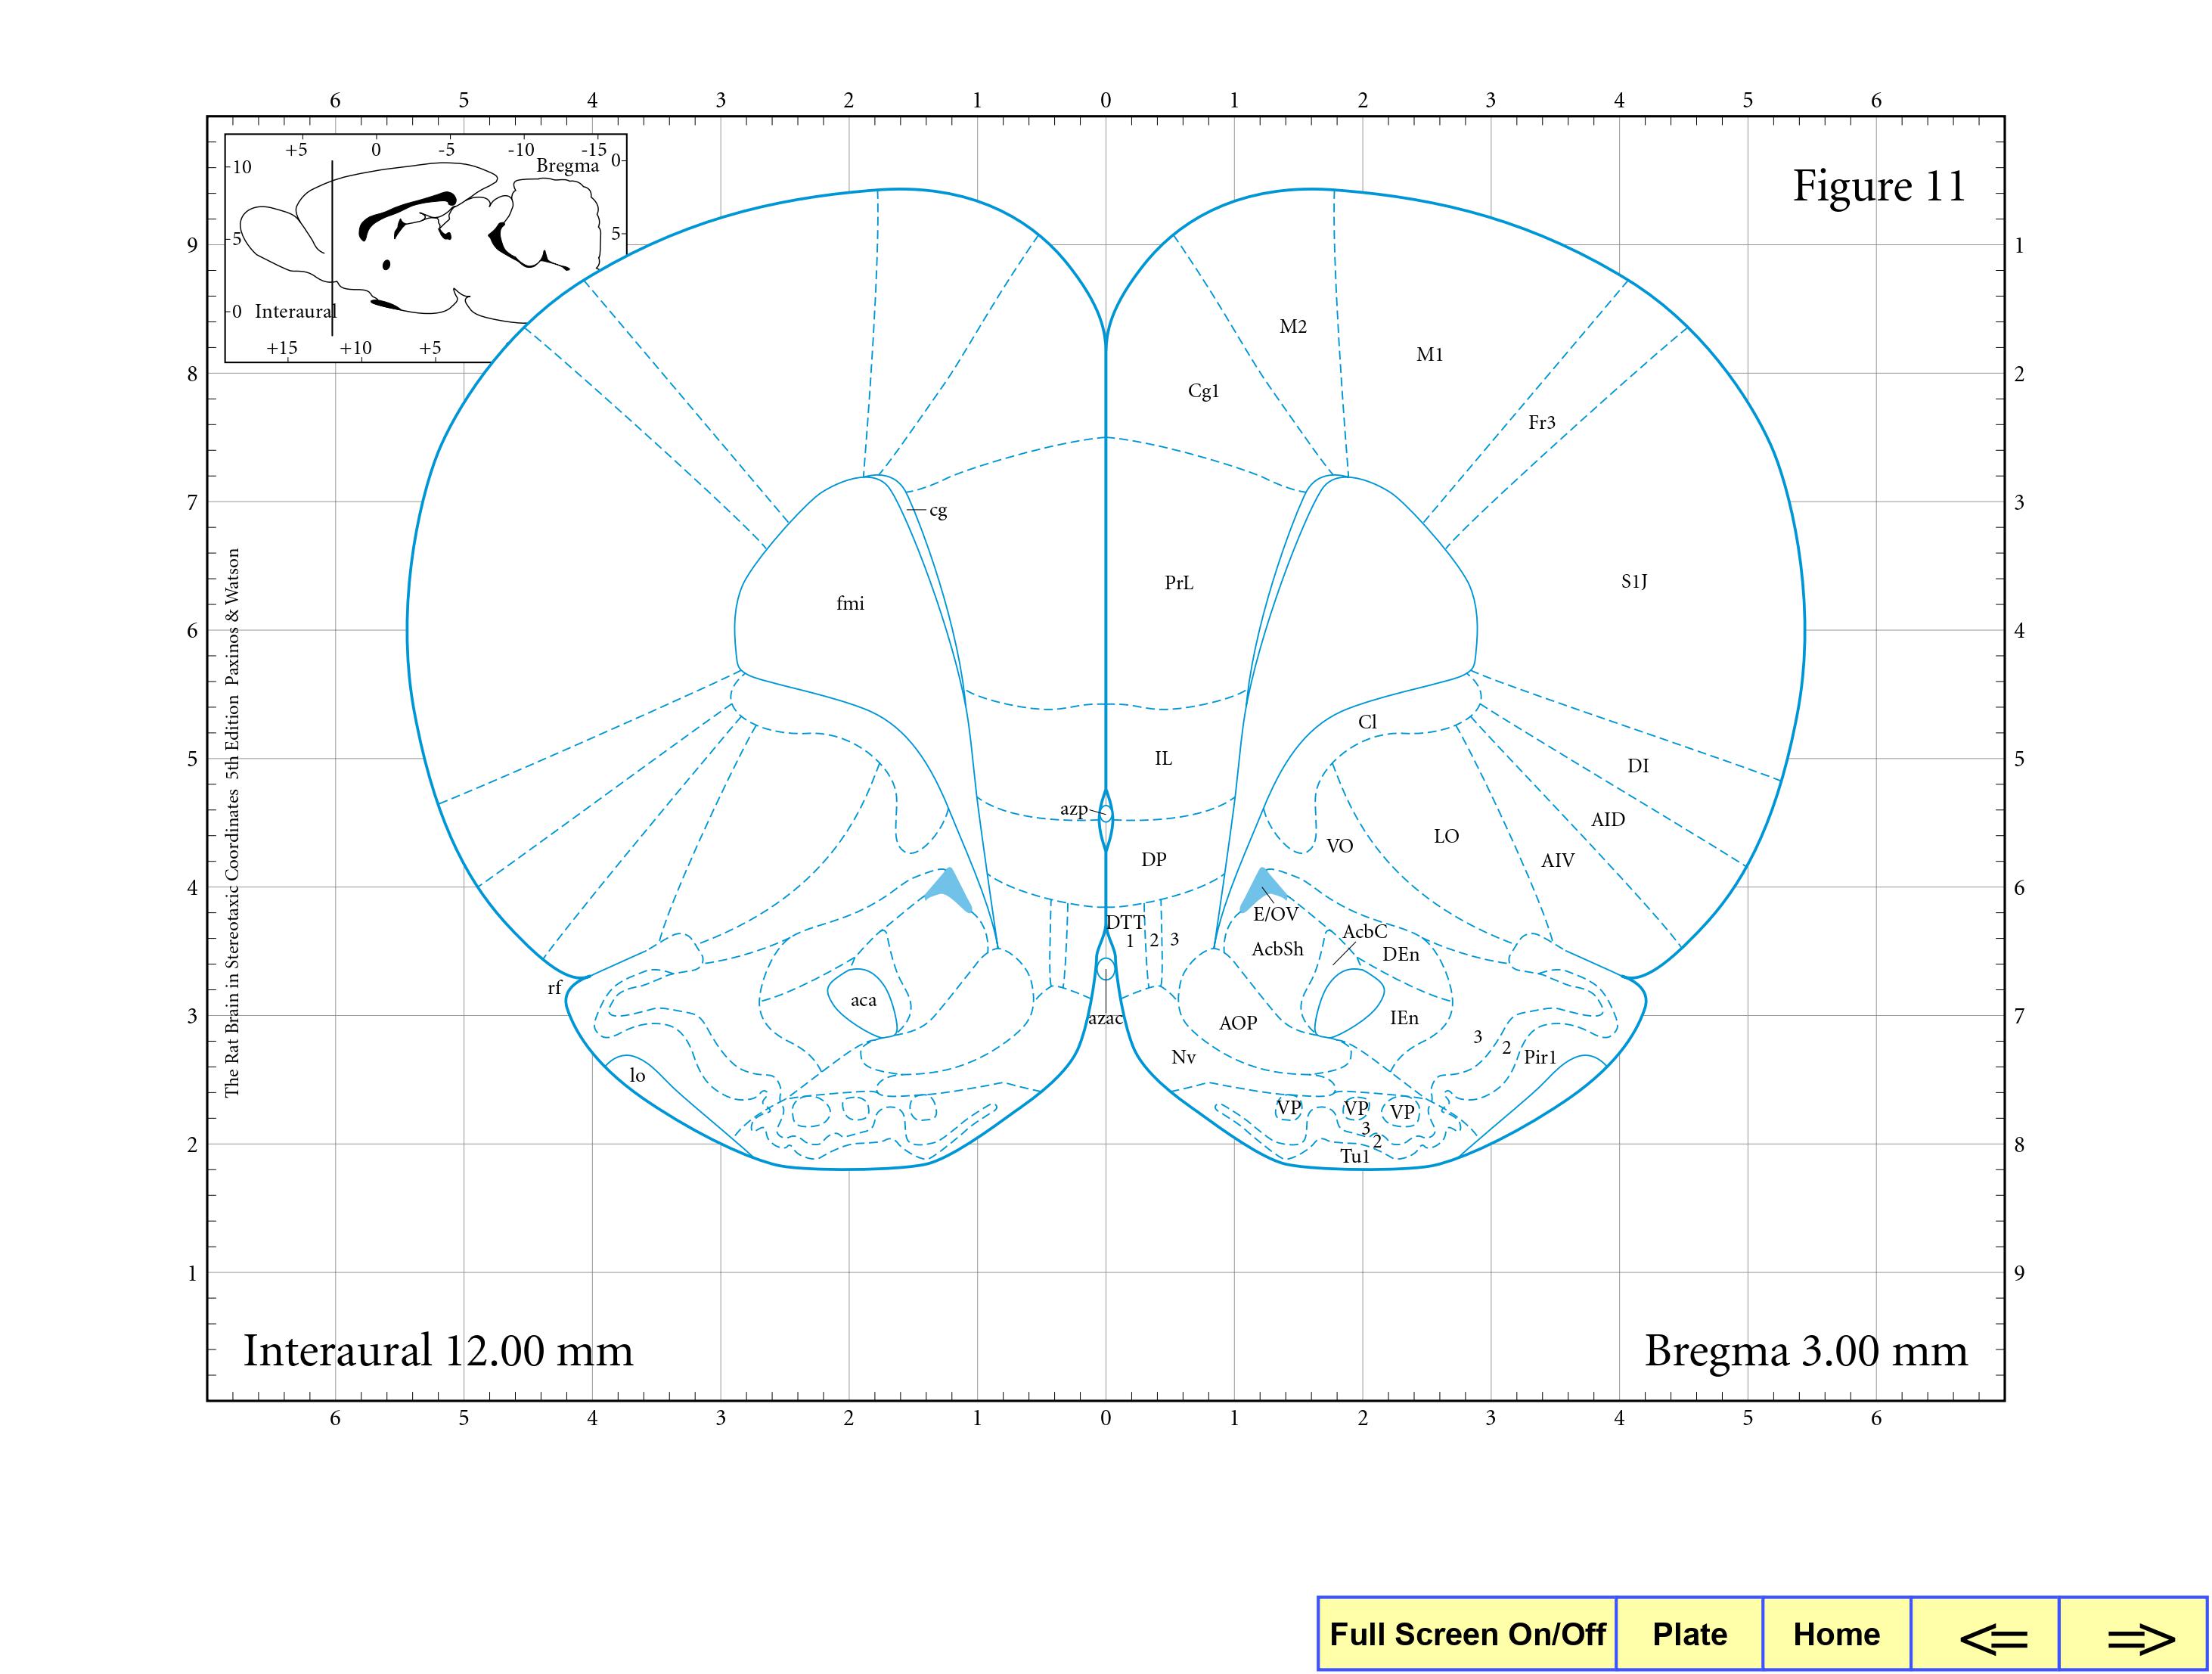 6 5 4 3 2 1 0 1 2 3 4 5 6
+5 0 -5 -10 -15
Bregma 0
10
5 5
0 Interaural
+15 +10 +5
Figure 11
9 1
8 2
7 3
6 4
5 5
4 6
3 7
2 8
1 9
The Rat Brain in Stereotaxic Coordinates 5th Edition Paxinos & Watson
M2
M1
Cg1
Fr3
cg
PrL
S1J
fmi
Cl
IL
DI
azp
AID
LO
VO
DP
AIV
E/OV
DTT
1 2 3
AcbC
AcbSh
DEn
rf
aca
azac
AOP
IEn
3
2
Nv
Pir1
lo
VP VP VP
3
2
Tu1
Interaural 12.00 mm
Bregma 3.00 mm
6 5 4 3 2 1 0 1 2 3 4 5 6
Full Screen On/Off Plate Home <= =>